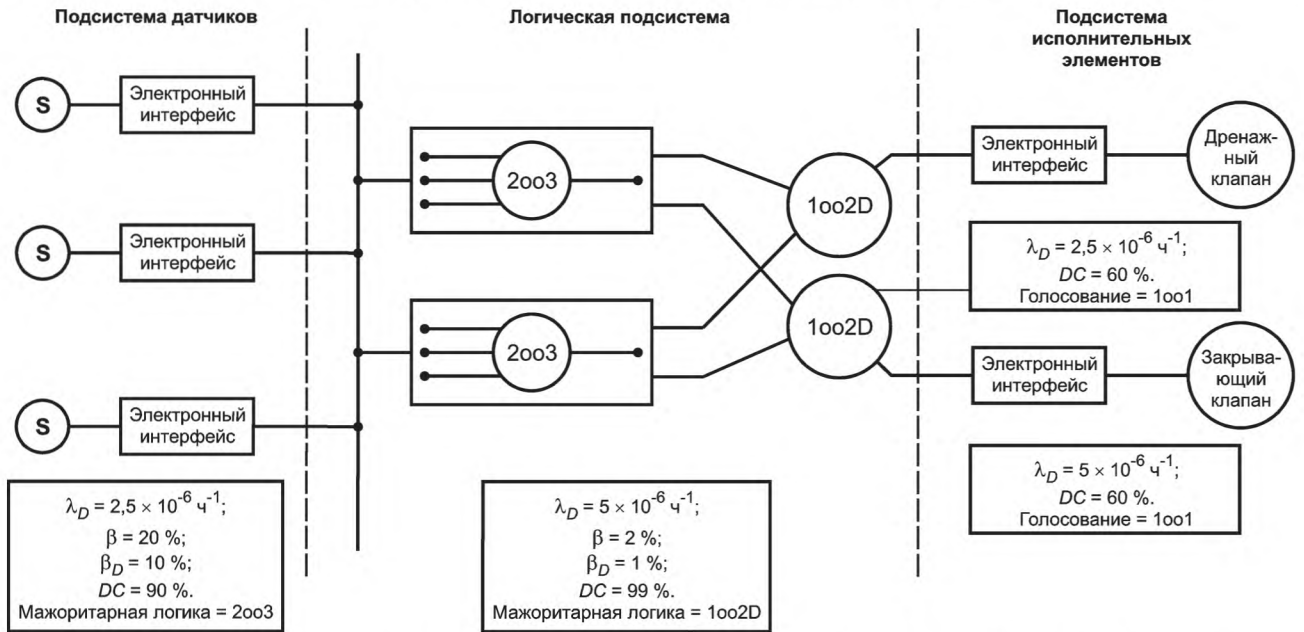 Подсистема датчиков
Логическая подсистема
Подсистема
исполнительных
элементов
S
Электронный
интерфейс
S
Электронный
интерфейс
S
Электронный
интерфейс
2oo3
2oo3
1oo2D
1oo2D
Электронный
интерфейс
Дренаж-
ный
клапан
λD = 2,5 × 10⁻⁶ ч⁻¹;
DC = 60 %.
Голосование = 1oo1
Электронный
интерфейс
Закрыва-
ющий
клапан
λD = 5 × 10⁻⁶ ч⁻¹;
DC = 60 %.
Голосование = 1oo1
λD = 2,5 × 10⁻⁶ ч⁻¹;
β = 20 %;
βD = 10 %;
DC = 90 %.
Мажоритарная логика = 2oo3
λD = 5 × 10⁻⁶ ч⁻¹;
β = 2 %;
βD = 1 %;
DC = 99 %.
Мажоритарная логика = 1oo2D